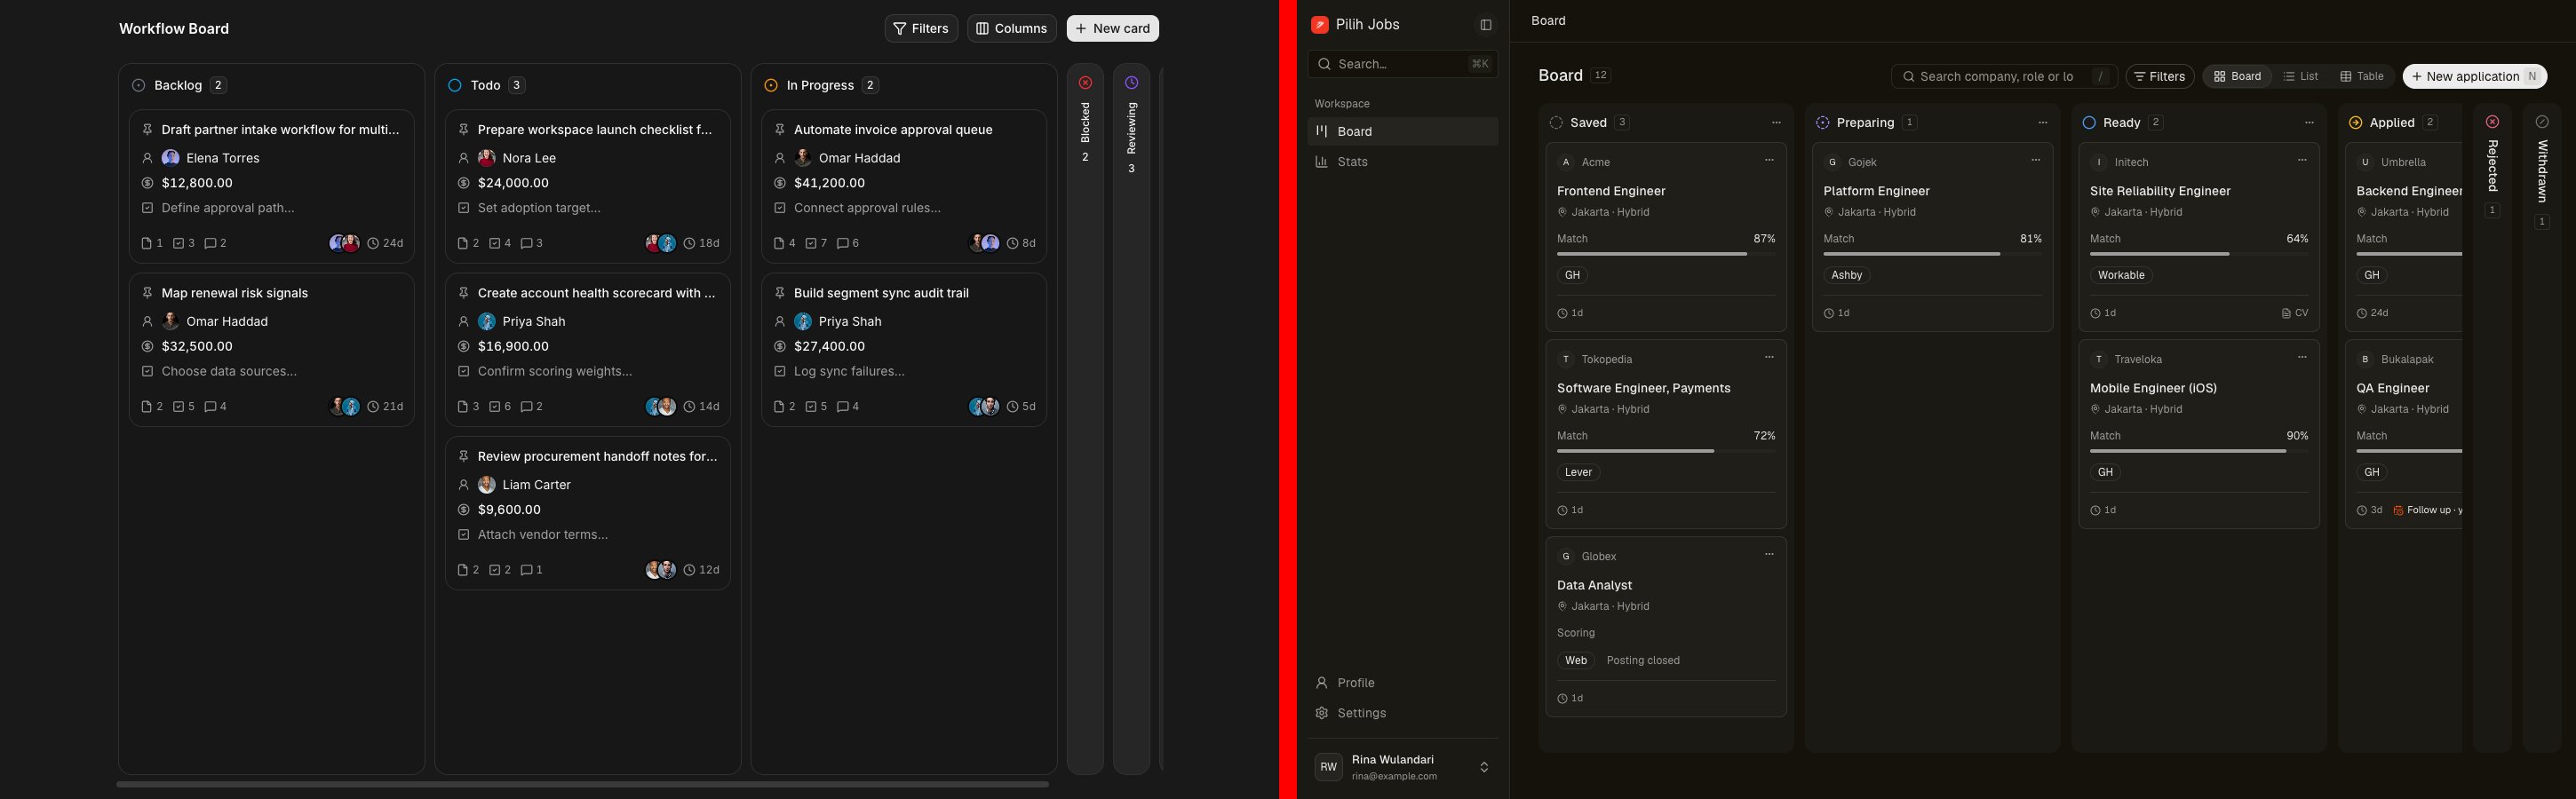 Workflow Board
Filters
Columns
New card
Backlog 2
Draft partner intake workflow for multi...
Elena Torres
$12,800.00
Define approval path...
1 3 2 24d
Map renewal risk signals
Omar Haddad
$32,500.00
Choose data sources...
2 5 4 21d
Todo 3
Prepare workspace launch checklist f...
Nora Lee
$24,000.00
Set adoption target...
2 4 3 18d
Create account health scorecard with ...
Priya Shah
$16,900.00
Confirm scoring weights...
3 6 2 14d
Review procurement handoff notes for...
Liam Carter
$9,600.00
Attach vendor terms...
2 2 1 12d
In Progress 2
Automate invoice approval queue
Omar Haddad
$41,200.00
Connect approval rules...
4 7 6 8d
Build segment sync audit trail
Priya Shah
$27,400.00
Log sync failures...
2 5 4 5d
Blocked 2
Reviewing 3
Pilih Jobs
Search... ⌘K
Workspace
Board
Stats
Profile
Settings
RW
Rina Wulandari
rina@example.com
Board
Board 12
Search company, role or lo /
Filters
Board
List
Table
New application N
Saved 3
A Acme
Frontend Engineer
Jakarta · Hybrid
Match 87%
GH
1d
T Tokopedia
Software Engineer, Payments
Jakarta · Hybrid
Match 72%
Lever
1d
G Globex
Data Analyst
Jakarta · Hybrid
Scoring
Web Posting closed
1d
Preparing 1
G Gojek
Platform Engineer
Jakarta · Hybrid
Match 81%
Ashby
1d
Ready 2
I Initech
Site Reliability Engineer
Jakarta · Hybrid
Match 64%
Workable
1d CV
T Traveloka
Mobile Engineer (iOS)
Jakarta · Hybrid
Match 90%
GH
1d
Applied 2
U Umbrella
Backend Engineer
Jakarta · Hybrid
Match
GH
24d
B Bukalapak
QA Engineer
Jakarta · Hybrid
Match
GH
3d Follow up · y
Rejected 1
Withdrawn 1